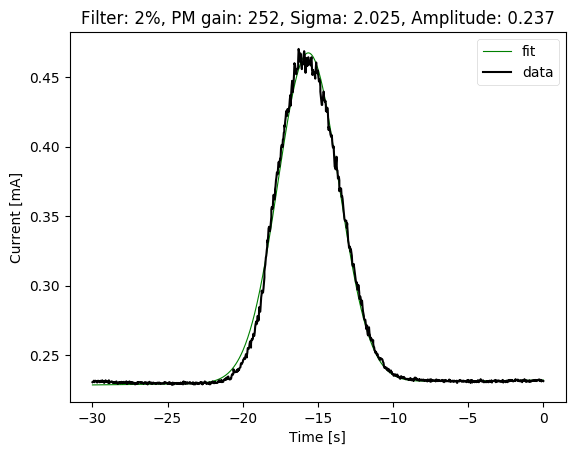 Filter: 2%, PM gain: 252, Sigma: 2.025, Amplitude: 0.237
fit
data
0.45
0.40
0.35
0.30
0.25
Current [mA]
−30
−25
−20
−15
−10
−5
0
Time [s]